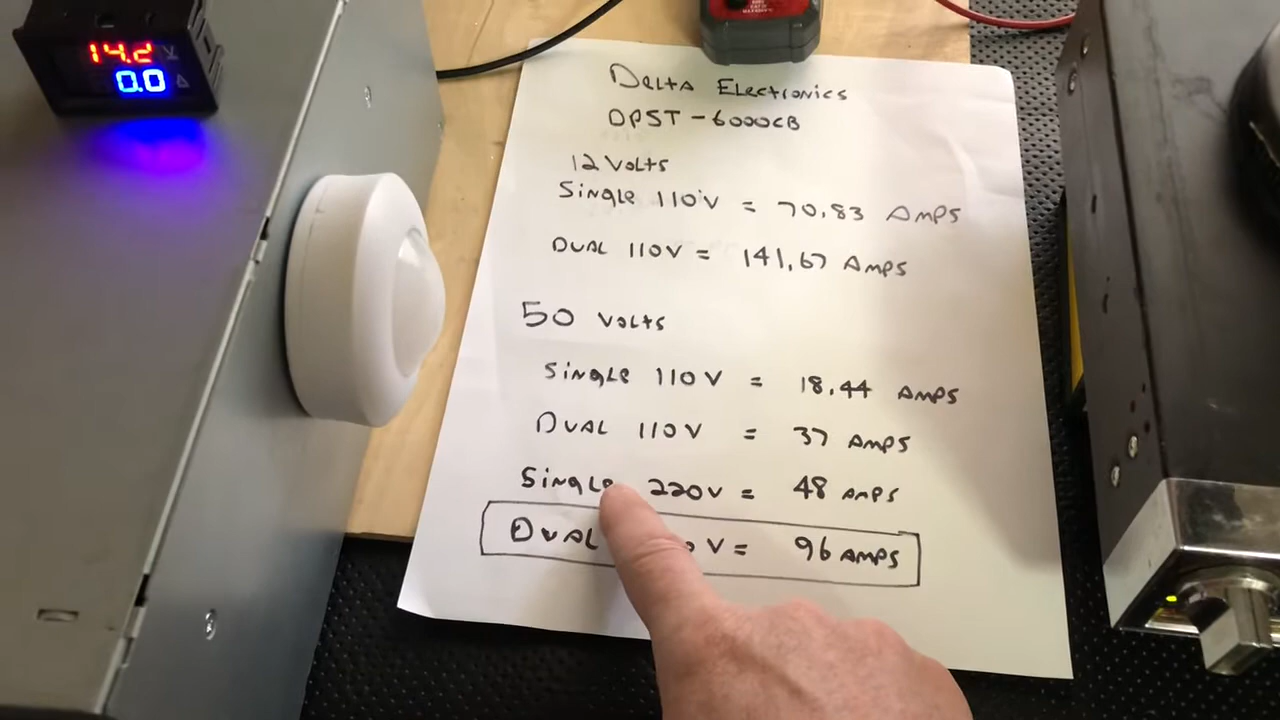 14.2 V
0.0 A
Delta Electronics
DPST-6000CB
12 Volts
Single 110V = 70.83 Amps
Dual 110V = 141.67 Amps
50 Volts
Single 110V = 18.44 Amps
Dual 110V = 37 Amps
Single 220V = 48 Amps
Dual V = 96 Amps